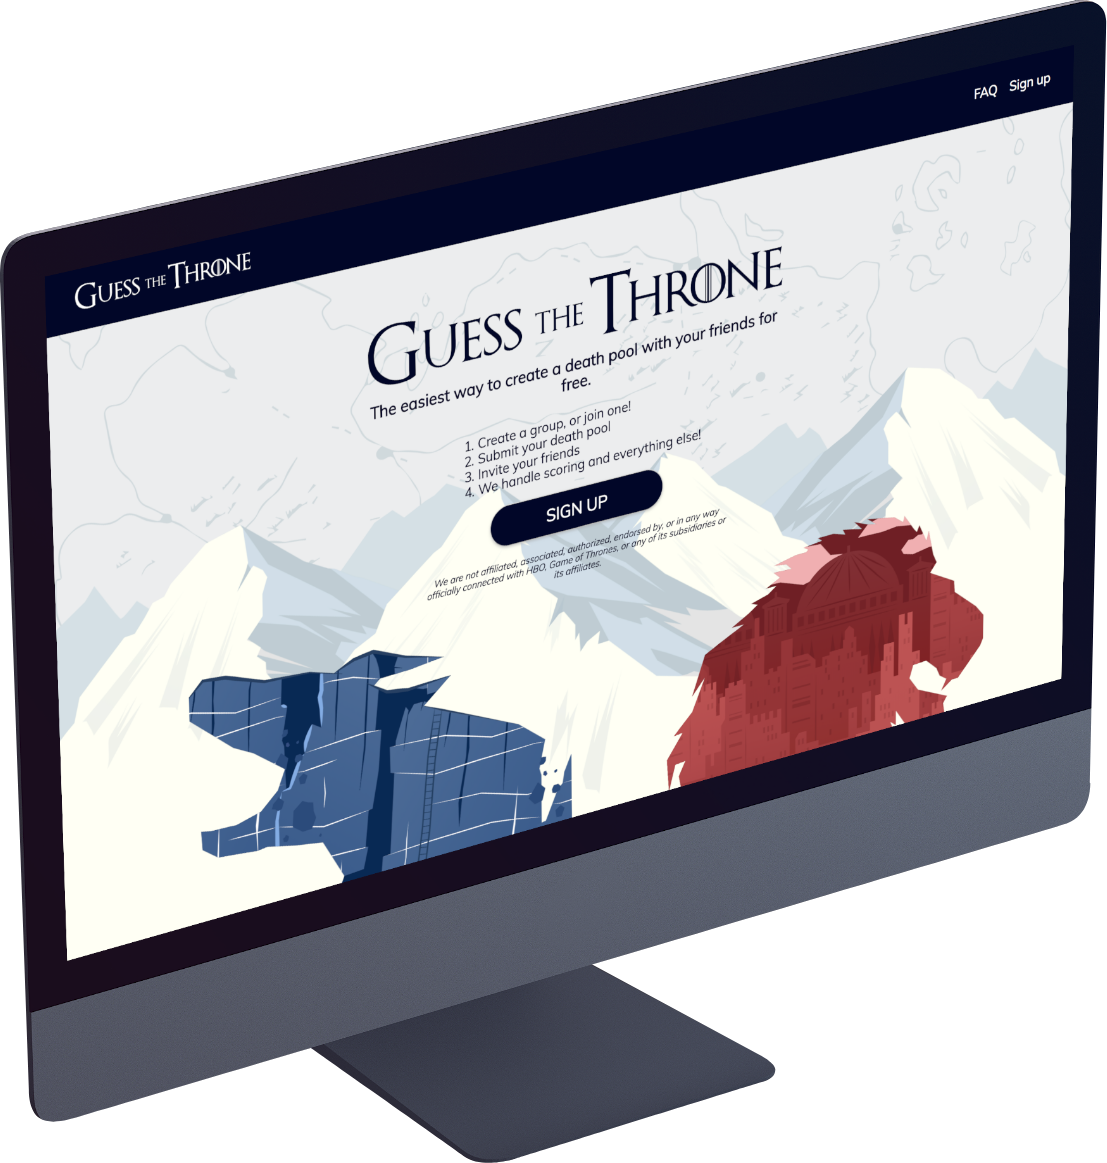 FAQ Sign up
GUESS THE THRONE
GUESS THE THRONE
The easiest way to create a death pool with your friends for
free.
1. Create a group, or join one!
2. Submit your death pool
3. Invite your friends
4. We handle scoring and everything else!
SIGN UP
We are not affiliated, associated, authorized, endorsed by, or in any way
officially connected with HBO, Game of Thrones, or any of its subsidiaries or
its affiliates.